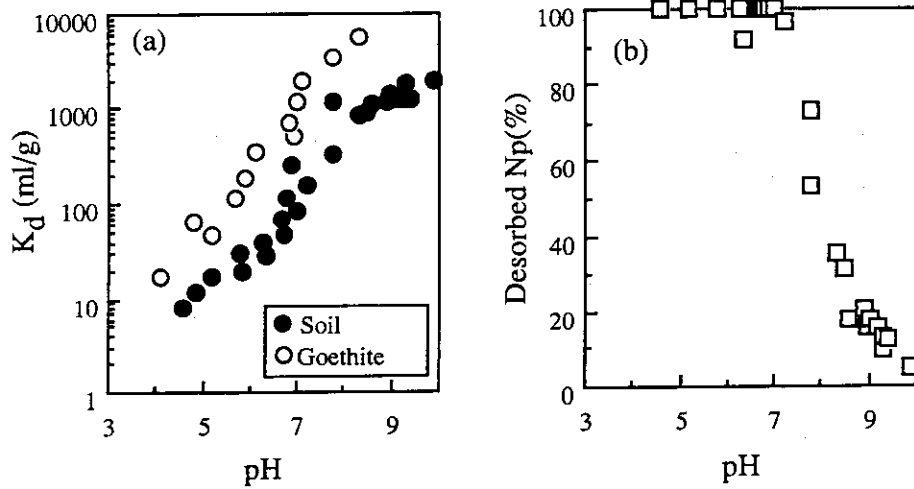 (a)
10000
1000
100
10
1
K_d (ml/g)
Soil
Goethite
3 5 7 9
pH
(b)
100
80
60
40
20
0
Desorbed Np(%)
3 5 7 9
pH